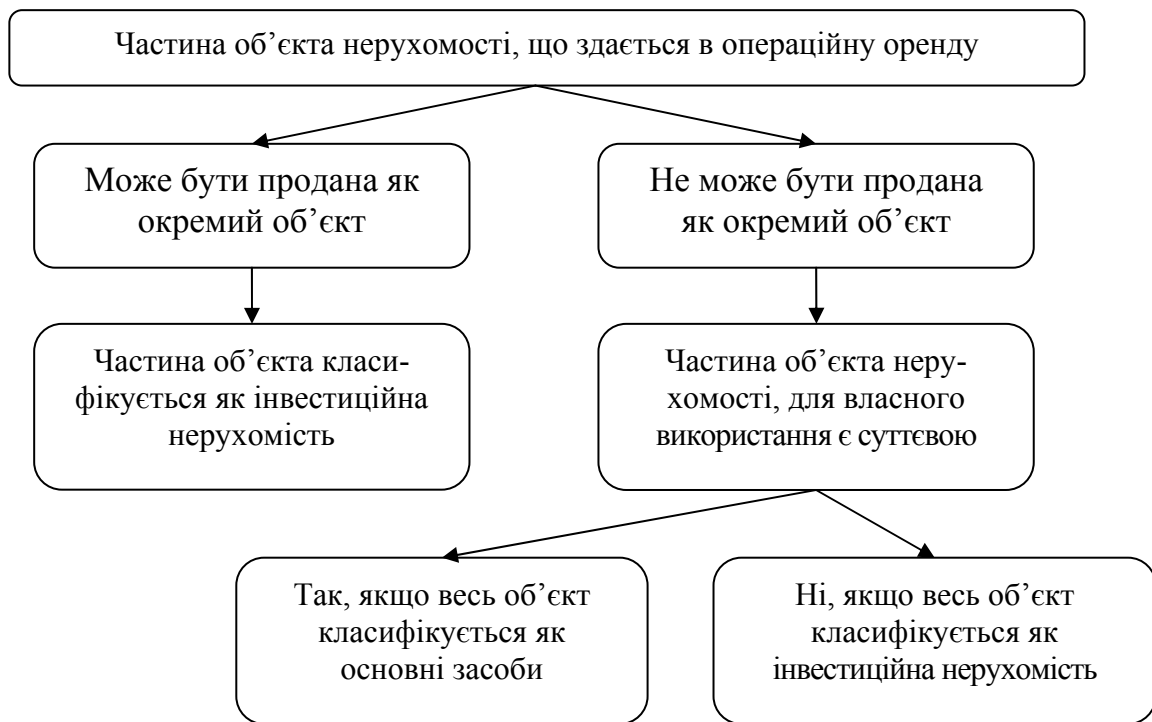 Частина об’єкта нерухомості, що здається в операційну оренду
Може бути продана як
окремий об’єкт
Не може бути продана
як окремий об’єкт
Частина об’єкта класи-
фікується як інвестиційна
нерухомість
Частина об’єкта неру-
хомості, для власного
використання є суттєвою
Так, якщо весь об’єкт
класифікується як
основні засоби
Ні, якщо весь об’єкт
класифікується як
інвестиційна нерухомість